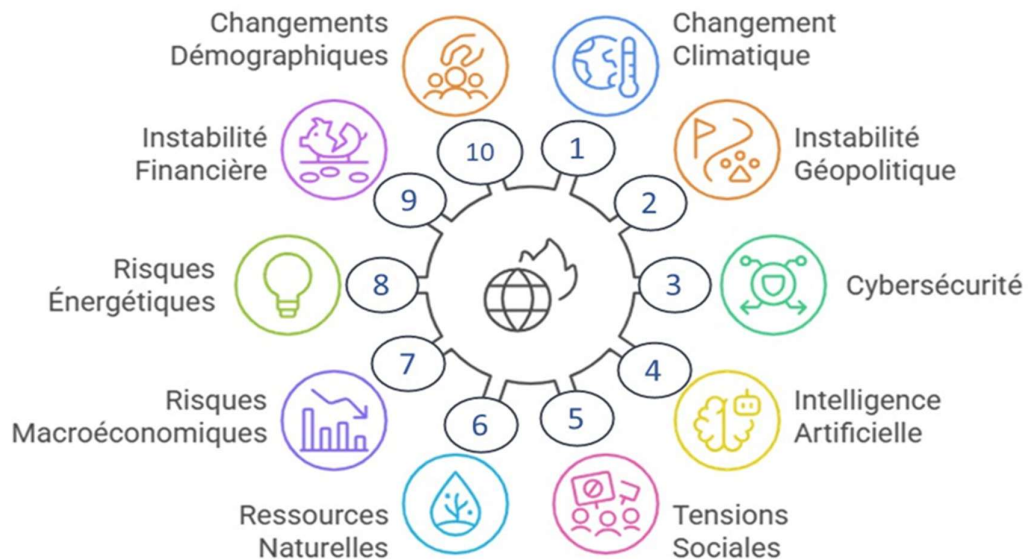 Changement
Climatique
1
Instabilité
Géopolitique
2
Cybersécurité
3
Intelligence
Artificielle
4
Tensions
Sociales
5
Ressources
Naturelles
6
Risques
Macroéconomiques
7
Risques
Énergétiques
8
Instabilité
Financière
9
Changements
Démographiques
10